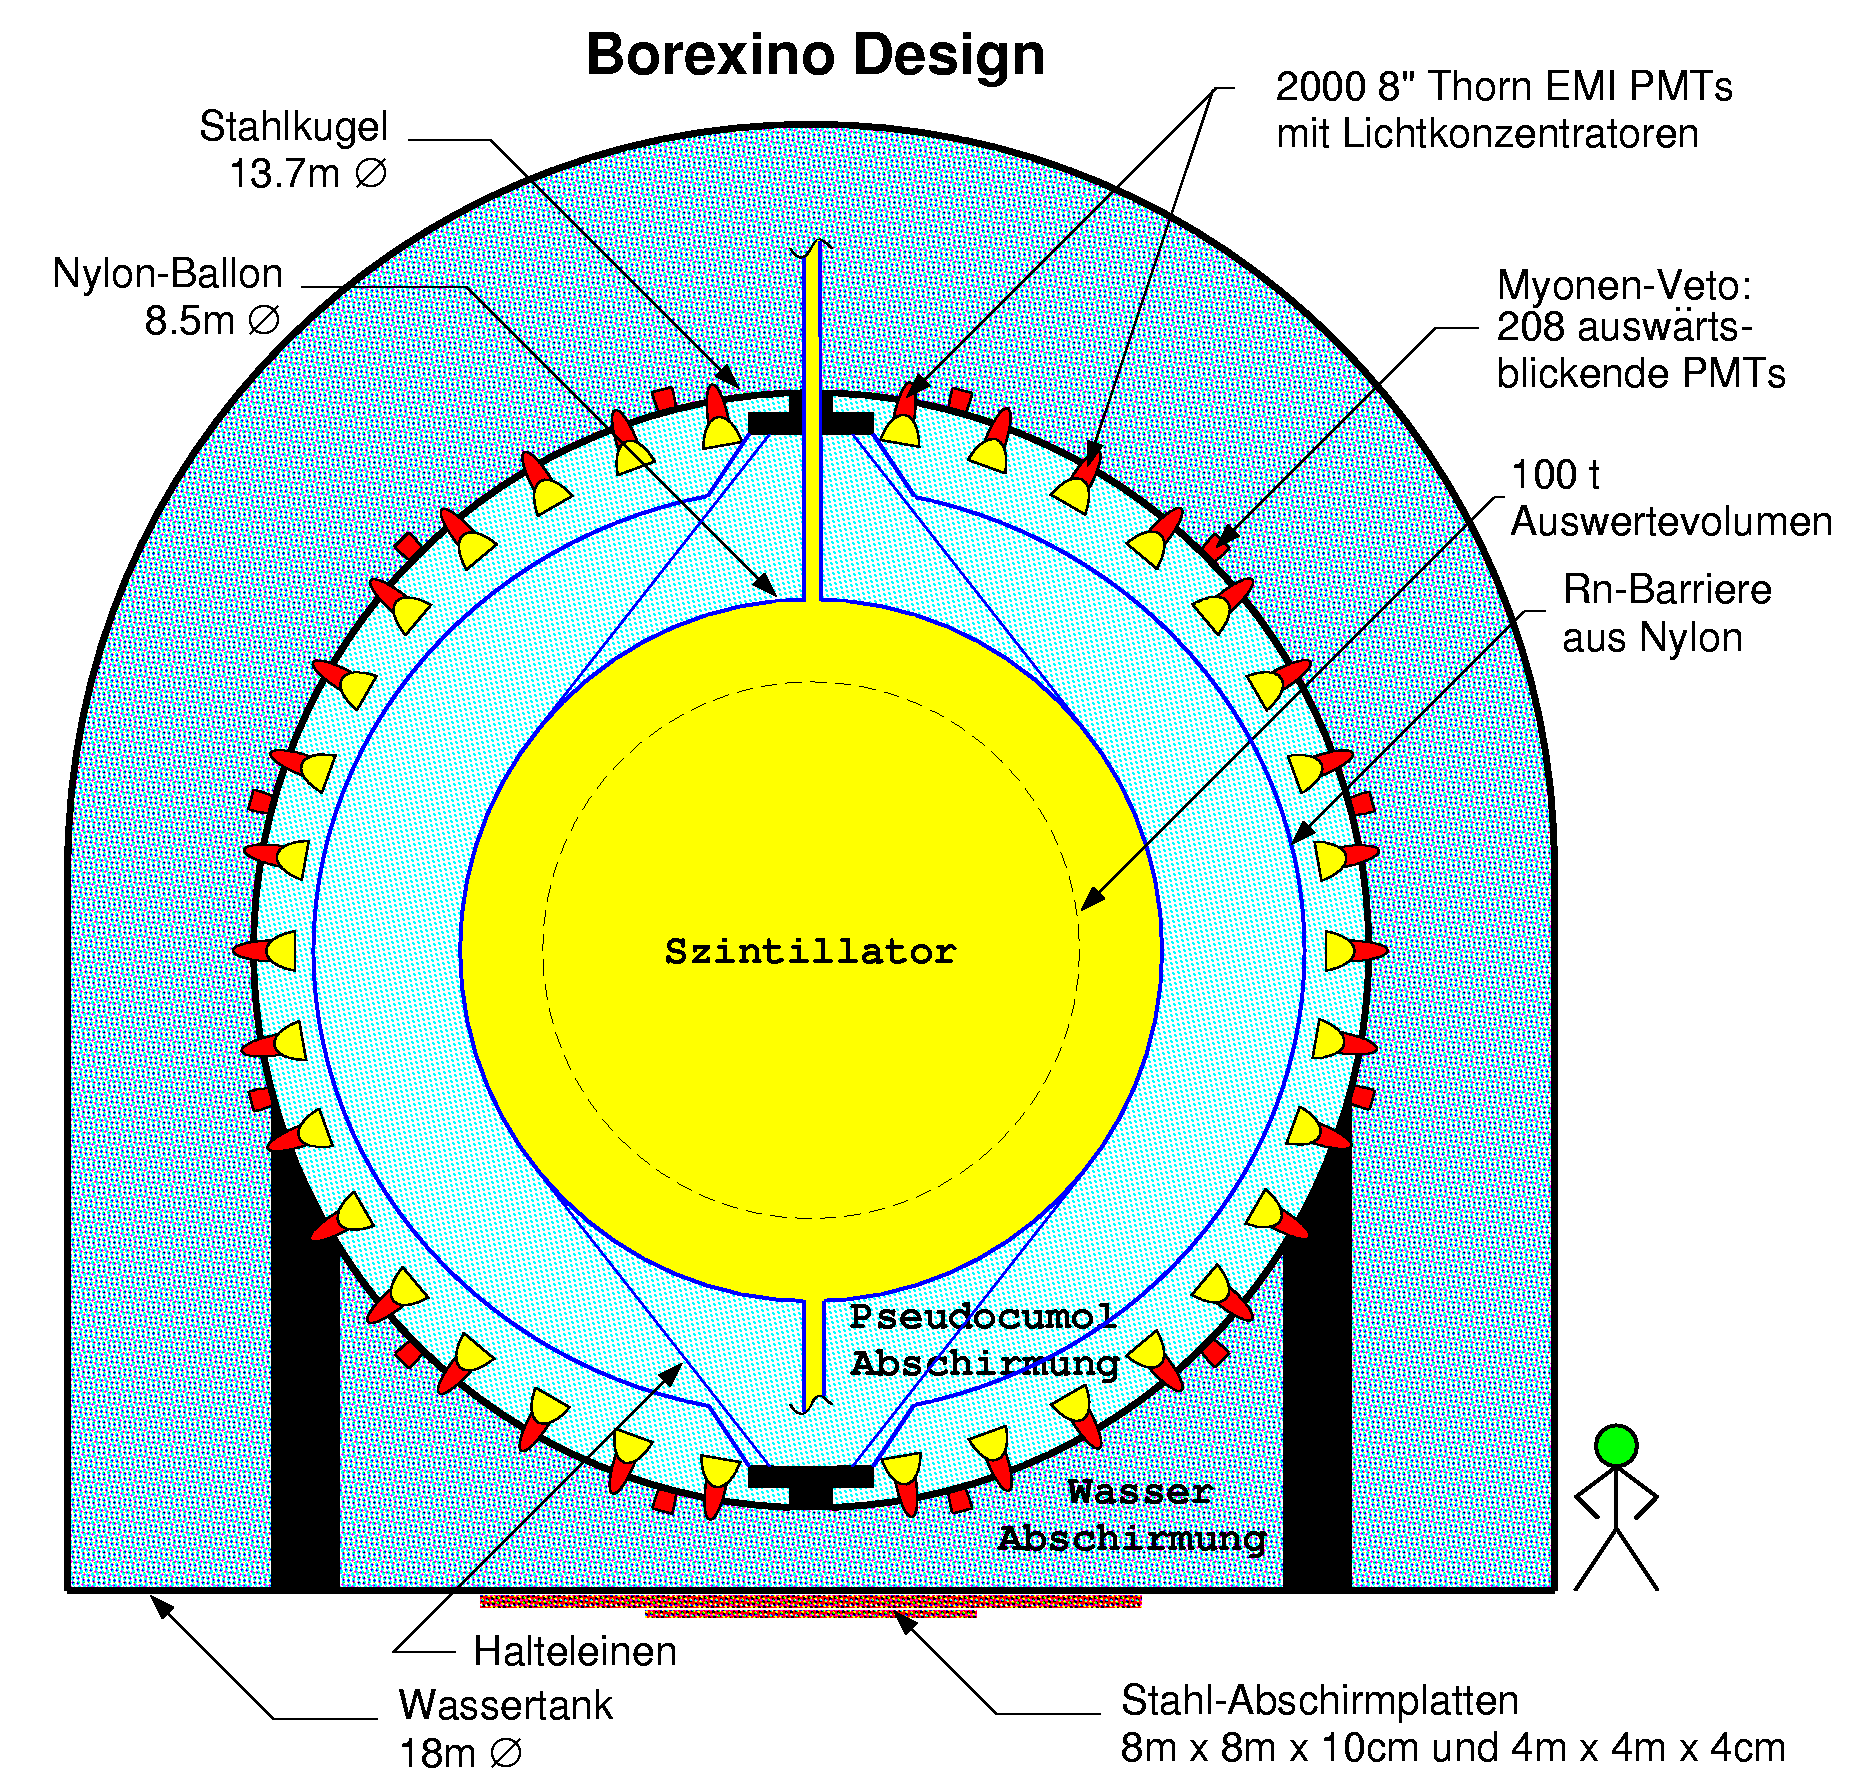 Borexino Design
Stahlkugel
13.7m ∅
2000 8" Thorn EMI PMTs
mit Lichtkonzentratoren
Nylon-Ballon
8.5m ∅
Myonen-Veto:
208 auswärts-
blickende PMTs
100 t
Auswertevolumen
Rn-Barriere
aus Nylon
Szintillator
Pseudocumol
Abschirmung
Wasser
Abschirmung
Halteleinen
Wassertank
18m ∅
Stahl-Abschirmplatten
8m x 8m x 10cm und 4m x 4m x 4cm